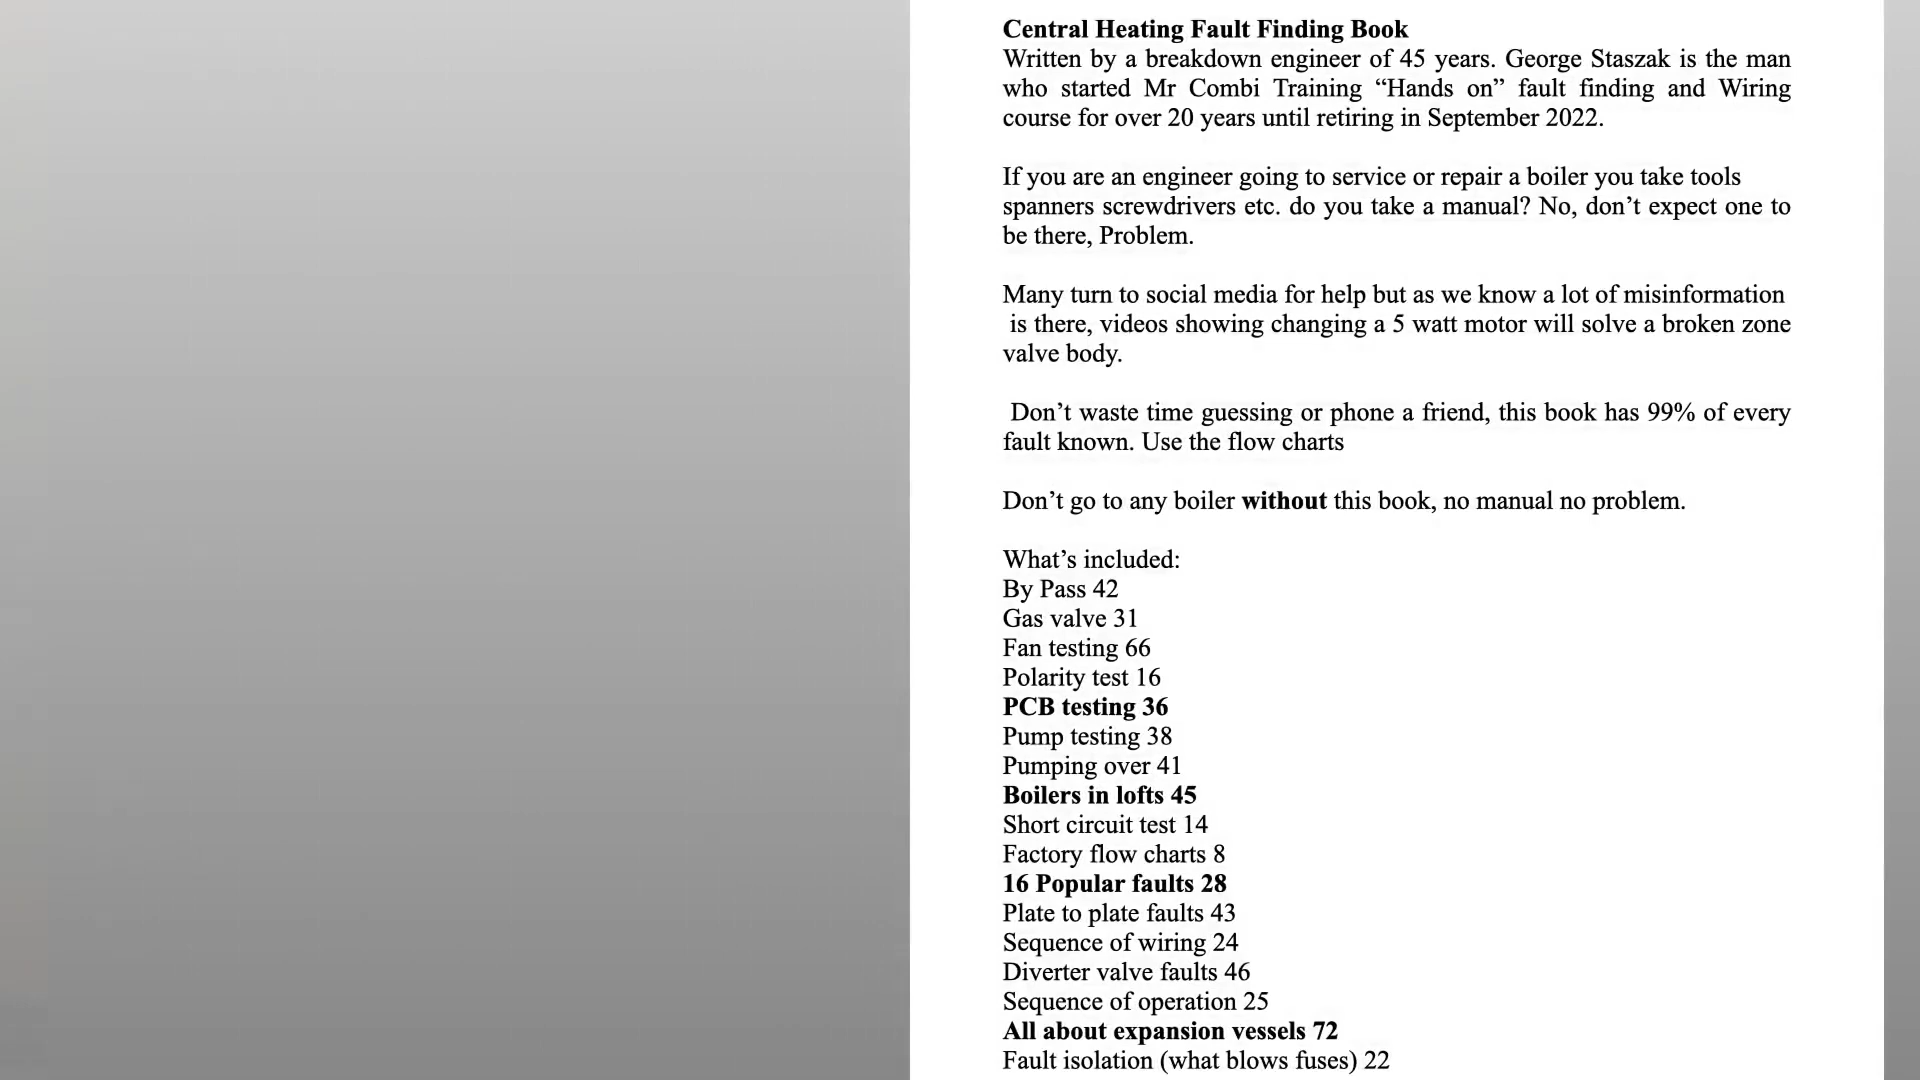 Central Heating Fault Finding Book
Written by a breakdown engineer of 45 years. George Staszak is the man
who started Mr Combi Training “Hands on” fault finding and Wiring
course for over 20 years until retiring in September 2022.
If you are an engineer going to service or repair a boiler you take tools
spanners screwdrivers etc. do you take a manual? No, don’t expect one to
be there, Problem.
Many turn to social media for help but as we know a lot of misinformation
is there, videos showing changing a 5 watt motor will solve a broken zone
valve body.
Don’t waste time guessing or phone a friend, this book has 99% of every
fault known. Use the flow charts
Don’t go to any boiler without this book, no manual no problem.
What’s included:
By Pass 42
Gas valve 31
Fan testing 66
Polarity test 16
PCB testing 36
Pump testing 38
Pumping over 41
Boilers in lofts 45
Short circuit test 14
Factory flow charts 8
16 Popular faults 28
Plate to plate faults 43
Sequence of wiring 24
Diverter valve faults 46
Sequence of operation 25
All about expansion vessels 72
Fault isolation (what blows fuses) 22